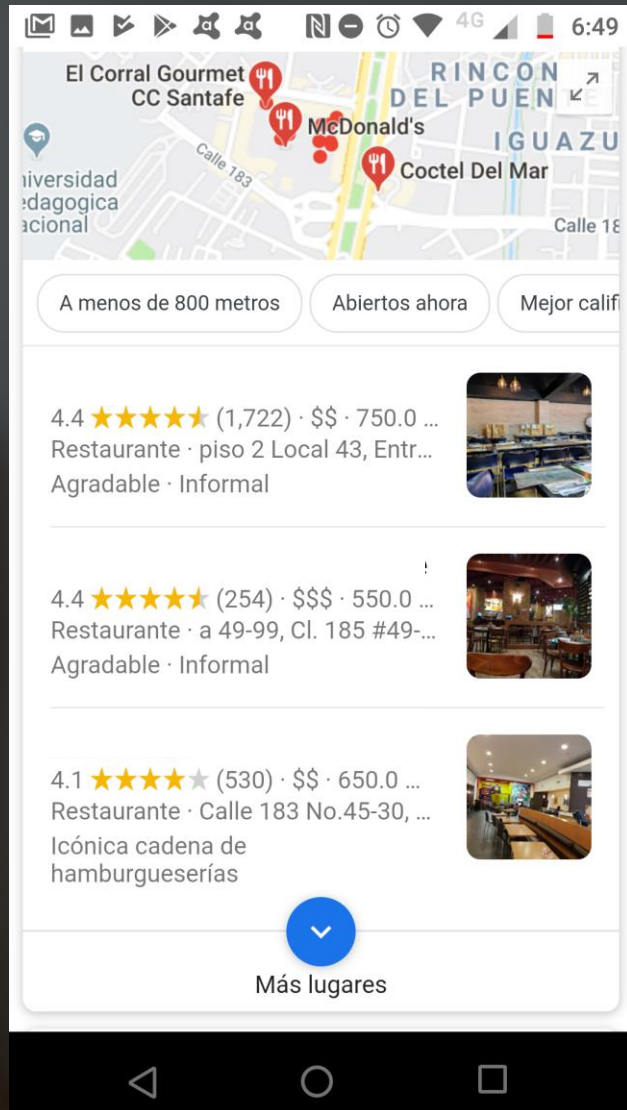 4G 6:49
El Corral Gourmet
CC Santafe
RINCON
DEL PUENTE
McDonald's
IGUAZU
Calle 183
Coctel Del Mar
iversidad
edagogica
acional
Calle 18
A menos de 800 metros
Abiertos ahora
Mejor calif
4.4 (1,722) · $$ · 750.0 ...
Restaurante · piso 2 Local 43, Entr...
Agradable · Informal
4.4 (254) · $$$ · 550.0 ...
Restaurante · a 49-99, Cl. 185 #49-...
Agradable · Informal
4.1 (530) · $$ · 650.0 ...
Restaurante · Calle 183 No.45-30, ...
Icónica cadena de
hamburgueserías
Más lugares